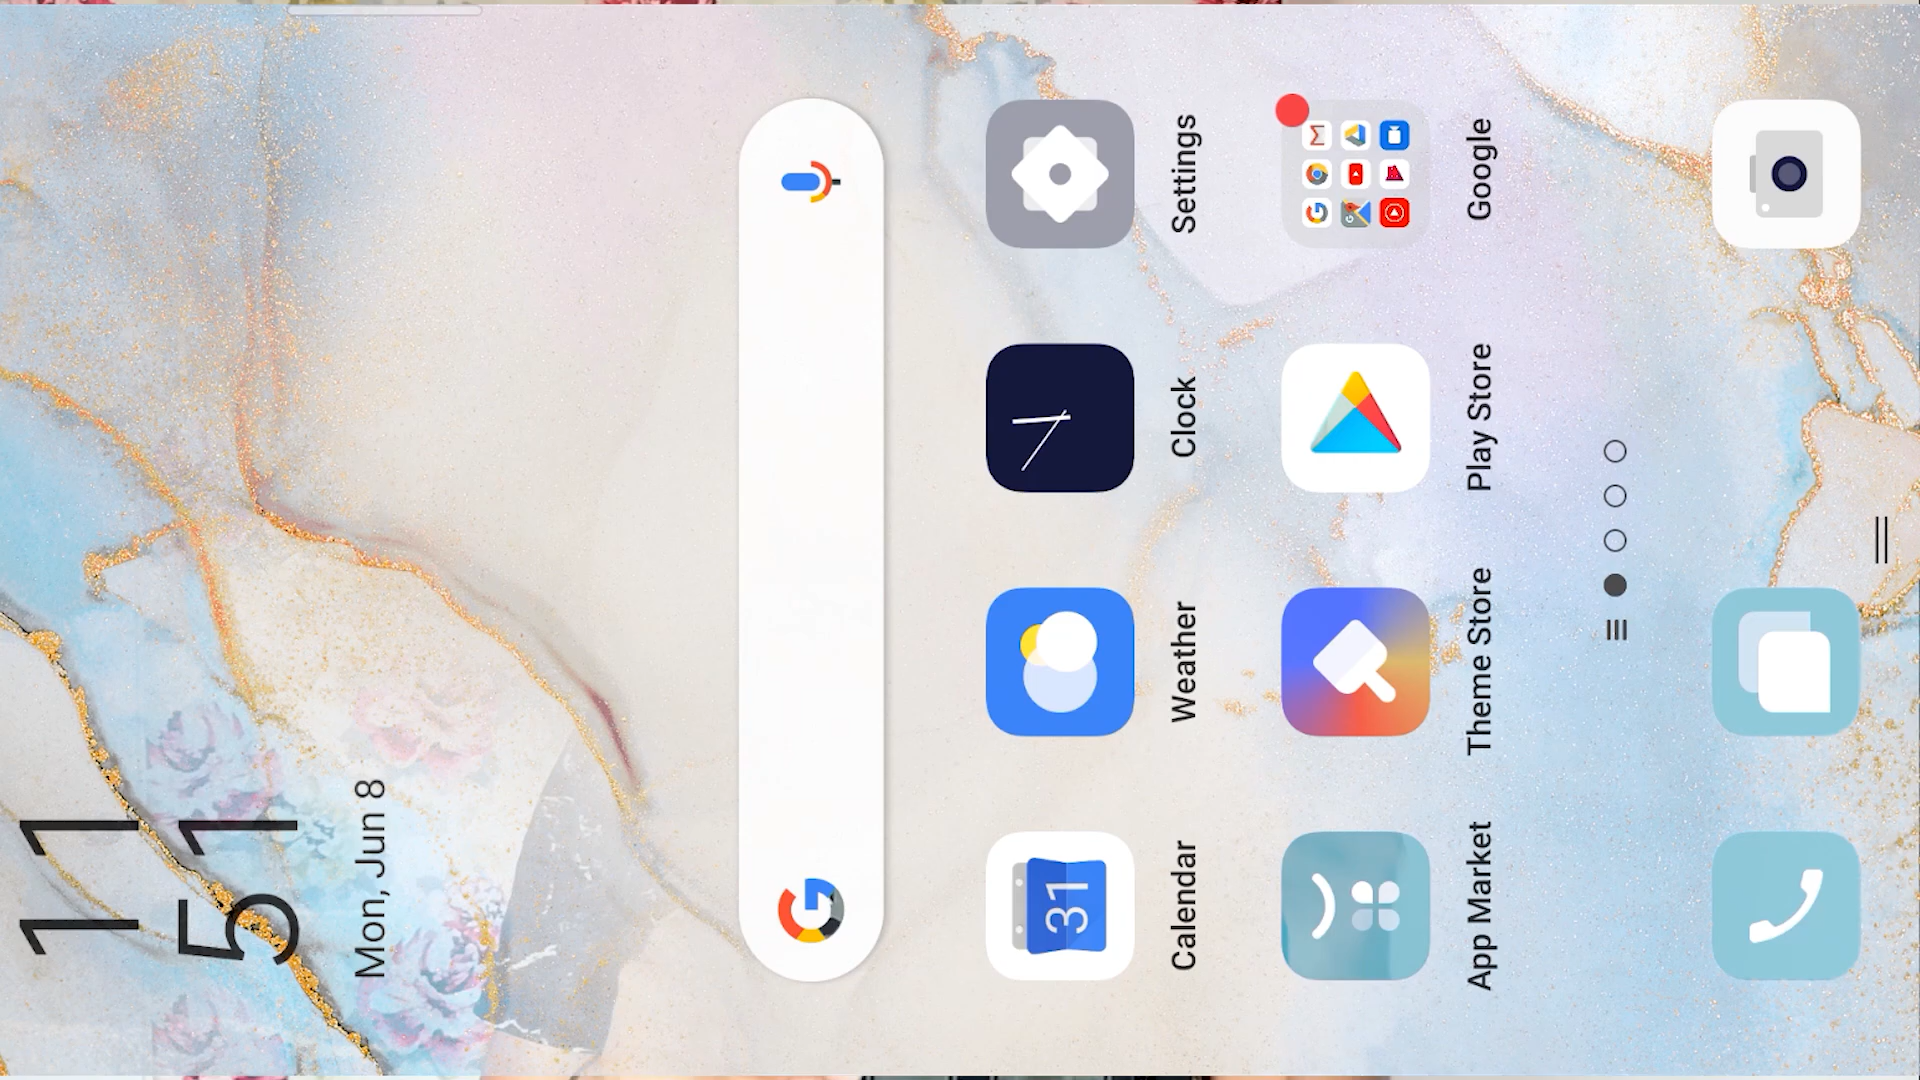 11
51
Mon, Jun 8
Calendar
Weather
Clock
Settings
App Market
Theme Store
Play Store
Google
31